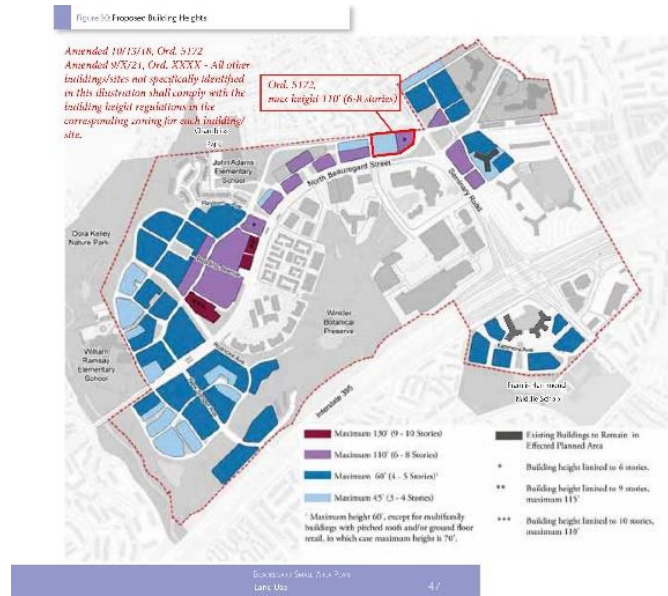 Figure 50: Proposed Building Heights
Amended 10/13/18, Ord. 5172
Amended 9/X/21, Ord. XXXX - All other
buildings/sites not specifically identified
in this illustration shall comply with the
building height regulations in the
corresponding zoning for each building/
site.
Ord. 5172,
max height 110' (6-8 stories)
Chambliss
Park
John Adams
Elementary
School
North Beauregard Street
Seminary Road
Dora Kelley
Nature Park
William
Ramsay
Elementary
School
Winkler
Botanical
Preserve
Interstate 395
Francis Hammond
Middle School
Maximum 130' (9 - 10 Stories)
Maximum 110' (6 - 8 Stories)
Maximum 60' (4 - 5 Stories)¹
Maximum 45' (3 - 4 Stories)
¹ Maximum height 60', except for multifamily
buildings with pitched roofs and/or ground floor
retail, in which case maximum height is 70'.
Existing Buildings to Remain in
Effected Planned Area
* Building height limited to 6 stories.
** Building height limited to 9 stories,
maximum 115'
*** Building height limited to 10 stories,
maximum 110'
Beauregard Small Area Plan
Land Use
47